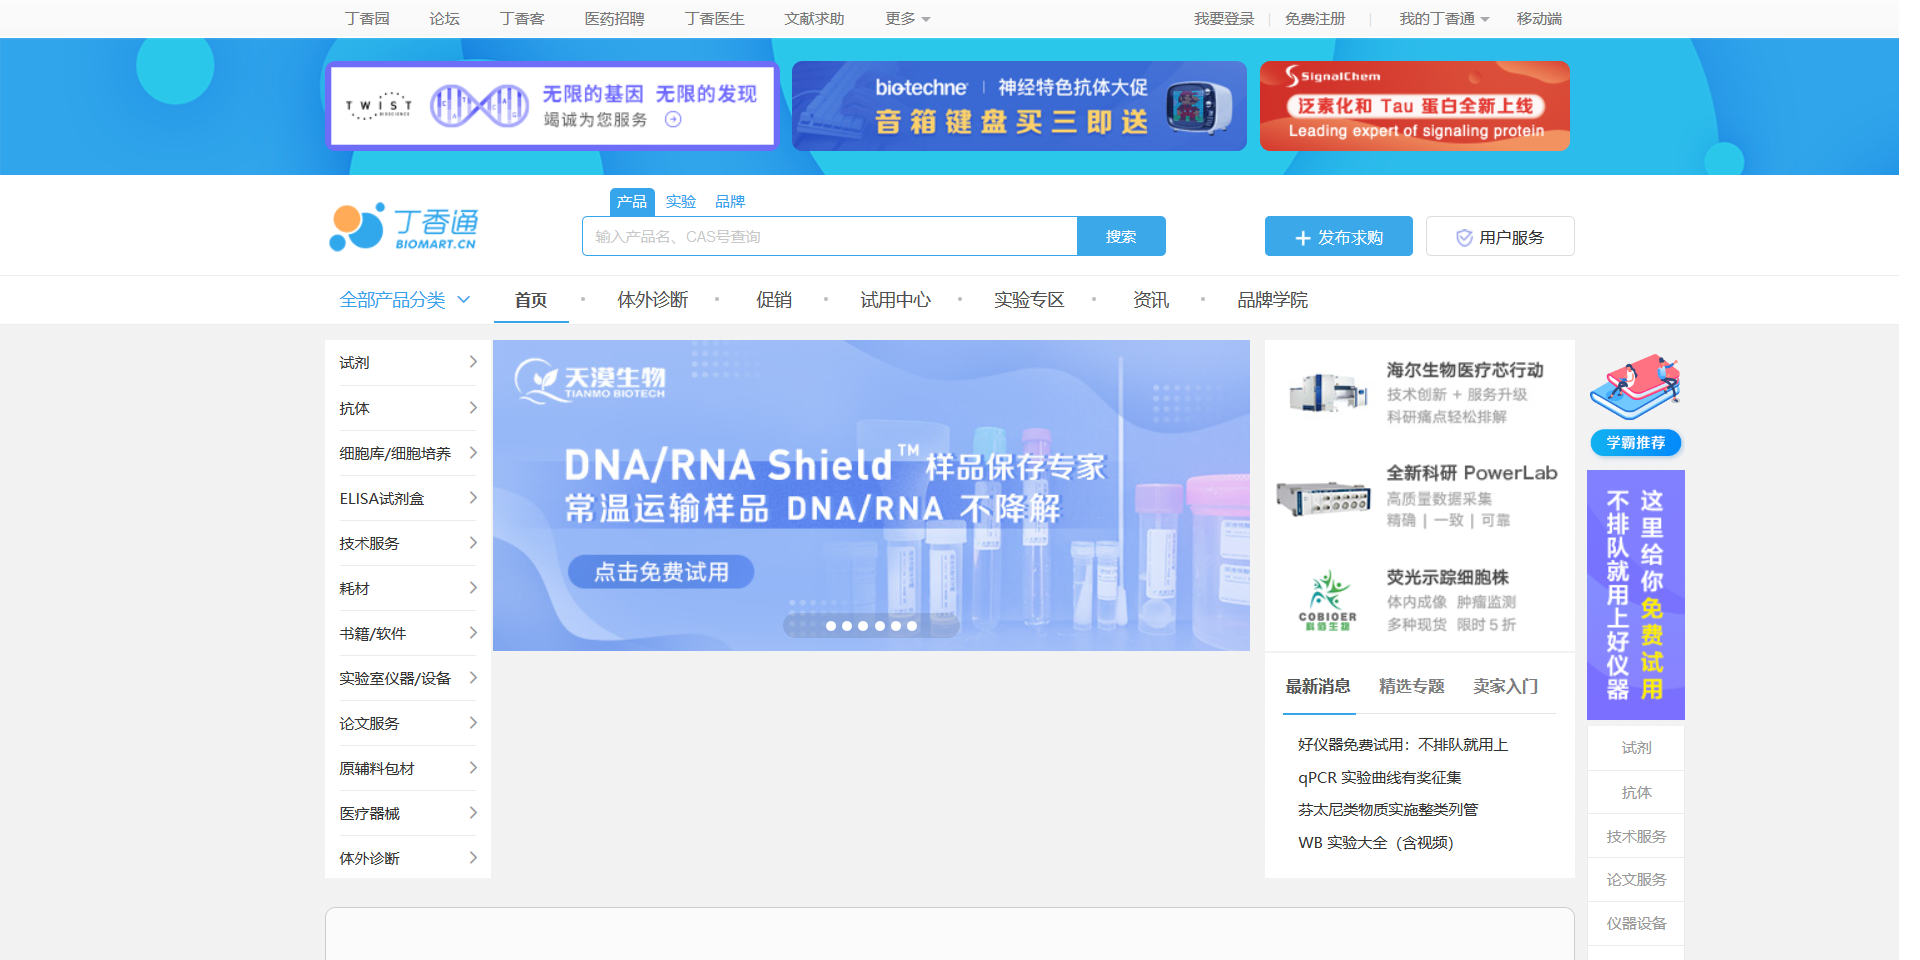 丁香园 论坛 丁香客 医药招聘 丁香医生 文献求助 更多 我要登录 免费注册 我的丁香通 移动端
TWIST
BIOSCIENCE
无限的基因 无限的发现
竭诚为您服务
bio-techne 神经特色抗体大促
音箱键盘买三即送
SignalChem
泛素化和 Tau 蛋白全新上线
Leading expert of signaling protein
丁香通
BIOMART.CN
产品 实验 品牌
输入产品名、CAS号查询 搜索
发布求购 用户服务
全部产品分类 首页 体外诊断 促销 试用中心 实验专区 资讯 品牌学院
试剂
抗体
细胞库/细胞培养
ELISA试剂盒
技术服务
耗材
书籍/软件
实验室仪器/设备
论文服务
原辅料包材
医疗器械
体外诊断
天漠生物
TIANMO BIOTECH
DNA/RNA Shield™ 样品保存专家
常温运输样品 DNA/RNA 不降解
点击免费试用
海尔生物医疗芯行动
技术创新 + 服务升级
科研痛点轻松排解
全新科研 PowerLab
高质量数据采集
精确 | 一致 | 可靠
COBIOER
科佰生物
荧光示踪细胞株
体内成像 肿瘤监测
多种现货 限时 5 折
最新消息 精选专题 卖家入门
好仪器免费试用：不排队就用上
qPCR 实验曲线有奖征集
芬太尼类物质实施整类列管
WB 实验大全（含视频）
学霸推荐
这里给你免费试用
不排队就用上好仪器
试剂
抗体
技术服务
论文服务
仪器设备